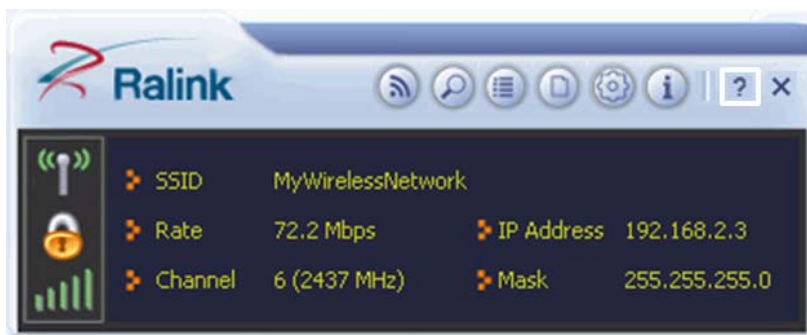 Ralink
i ? ×
SSID MyWirelessNetwork
Rate 72.2 Mbps IP Address 192.168.2.3
Channel 6 (2437 MHz) Mask 255.255.255.0